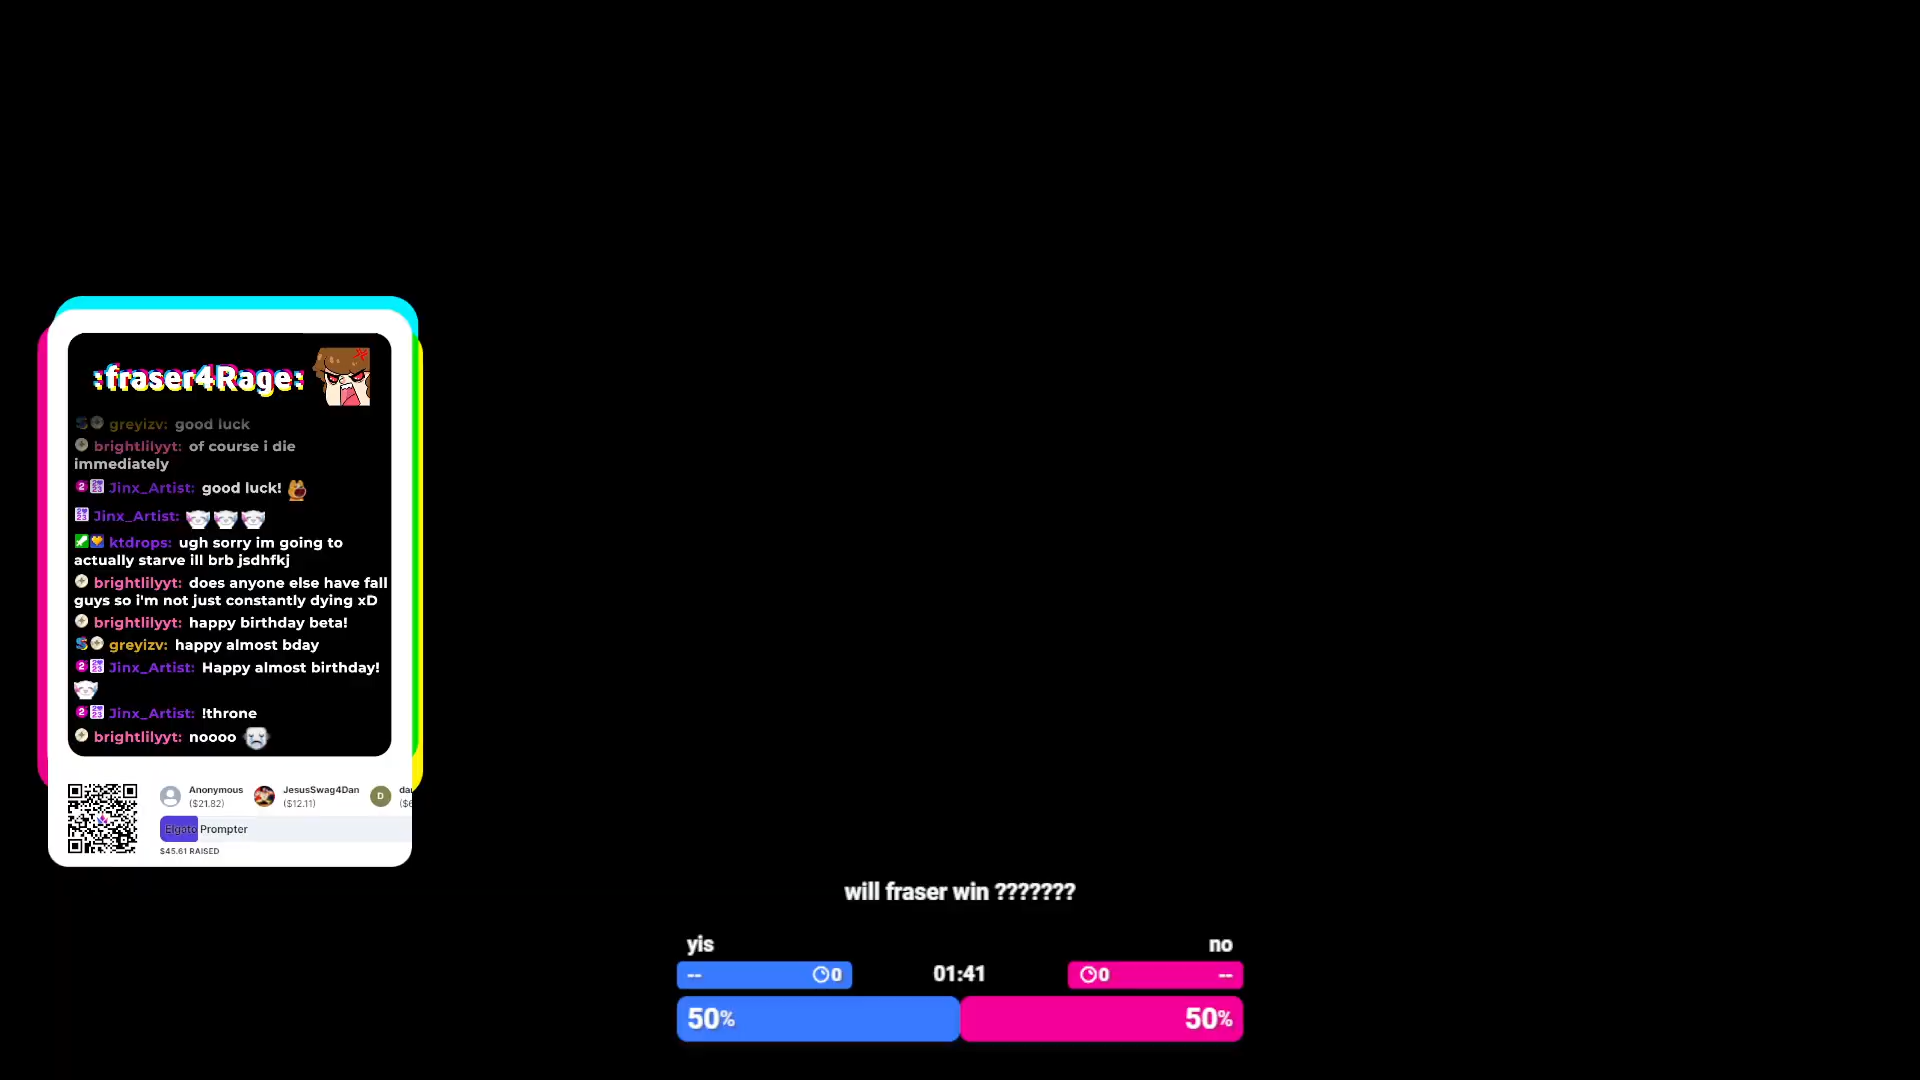 :fraser4Rage:
greyizv: good luck
brightlilyyt: of course i die
immediately
Jinx_Artist: good luck!
Jinx_Artist:
ktdrops: ugh sorry im going to
actually starve ill brb jsdhfkj
brightlilyyt: does anyone else have fall
guys so i'm not just constantly dying xD
brightlilyyt: happy birthday beta!
greyizv: happy almost bday
Jinx_Artist: Happy almost birthday!
Jinx_Artist: !throne
brightlilyyt: noooo
Anonymous JesusSwag4Dan
($21.82) ($12.11) D
Elgato Prompter
$45.61 RAISED
will fraser win ???????
yis no
-- 0 01:41 0 --
50% 50%